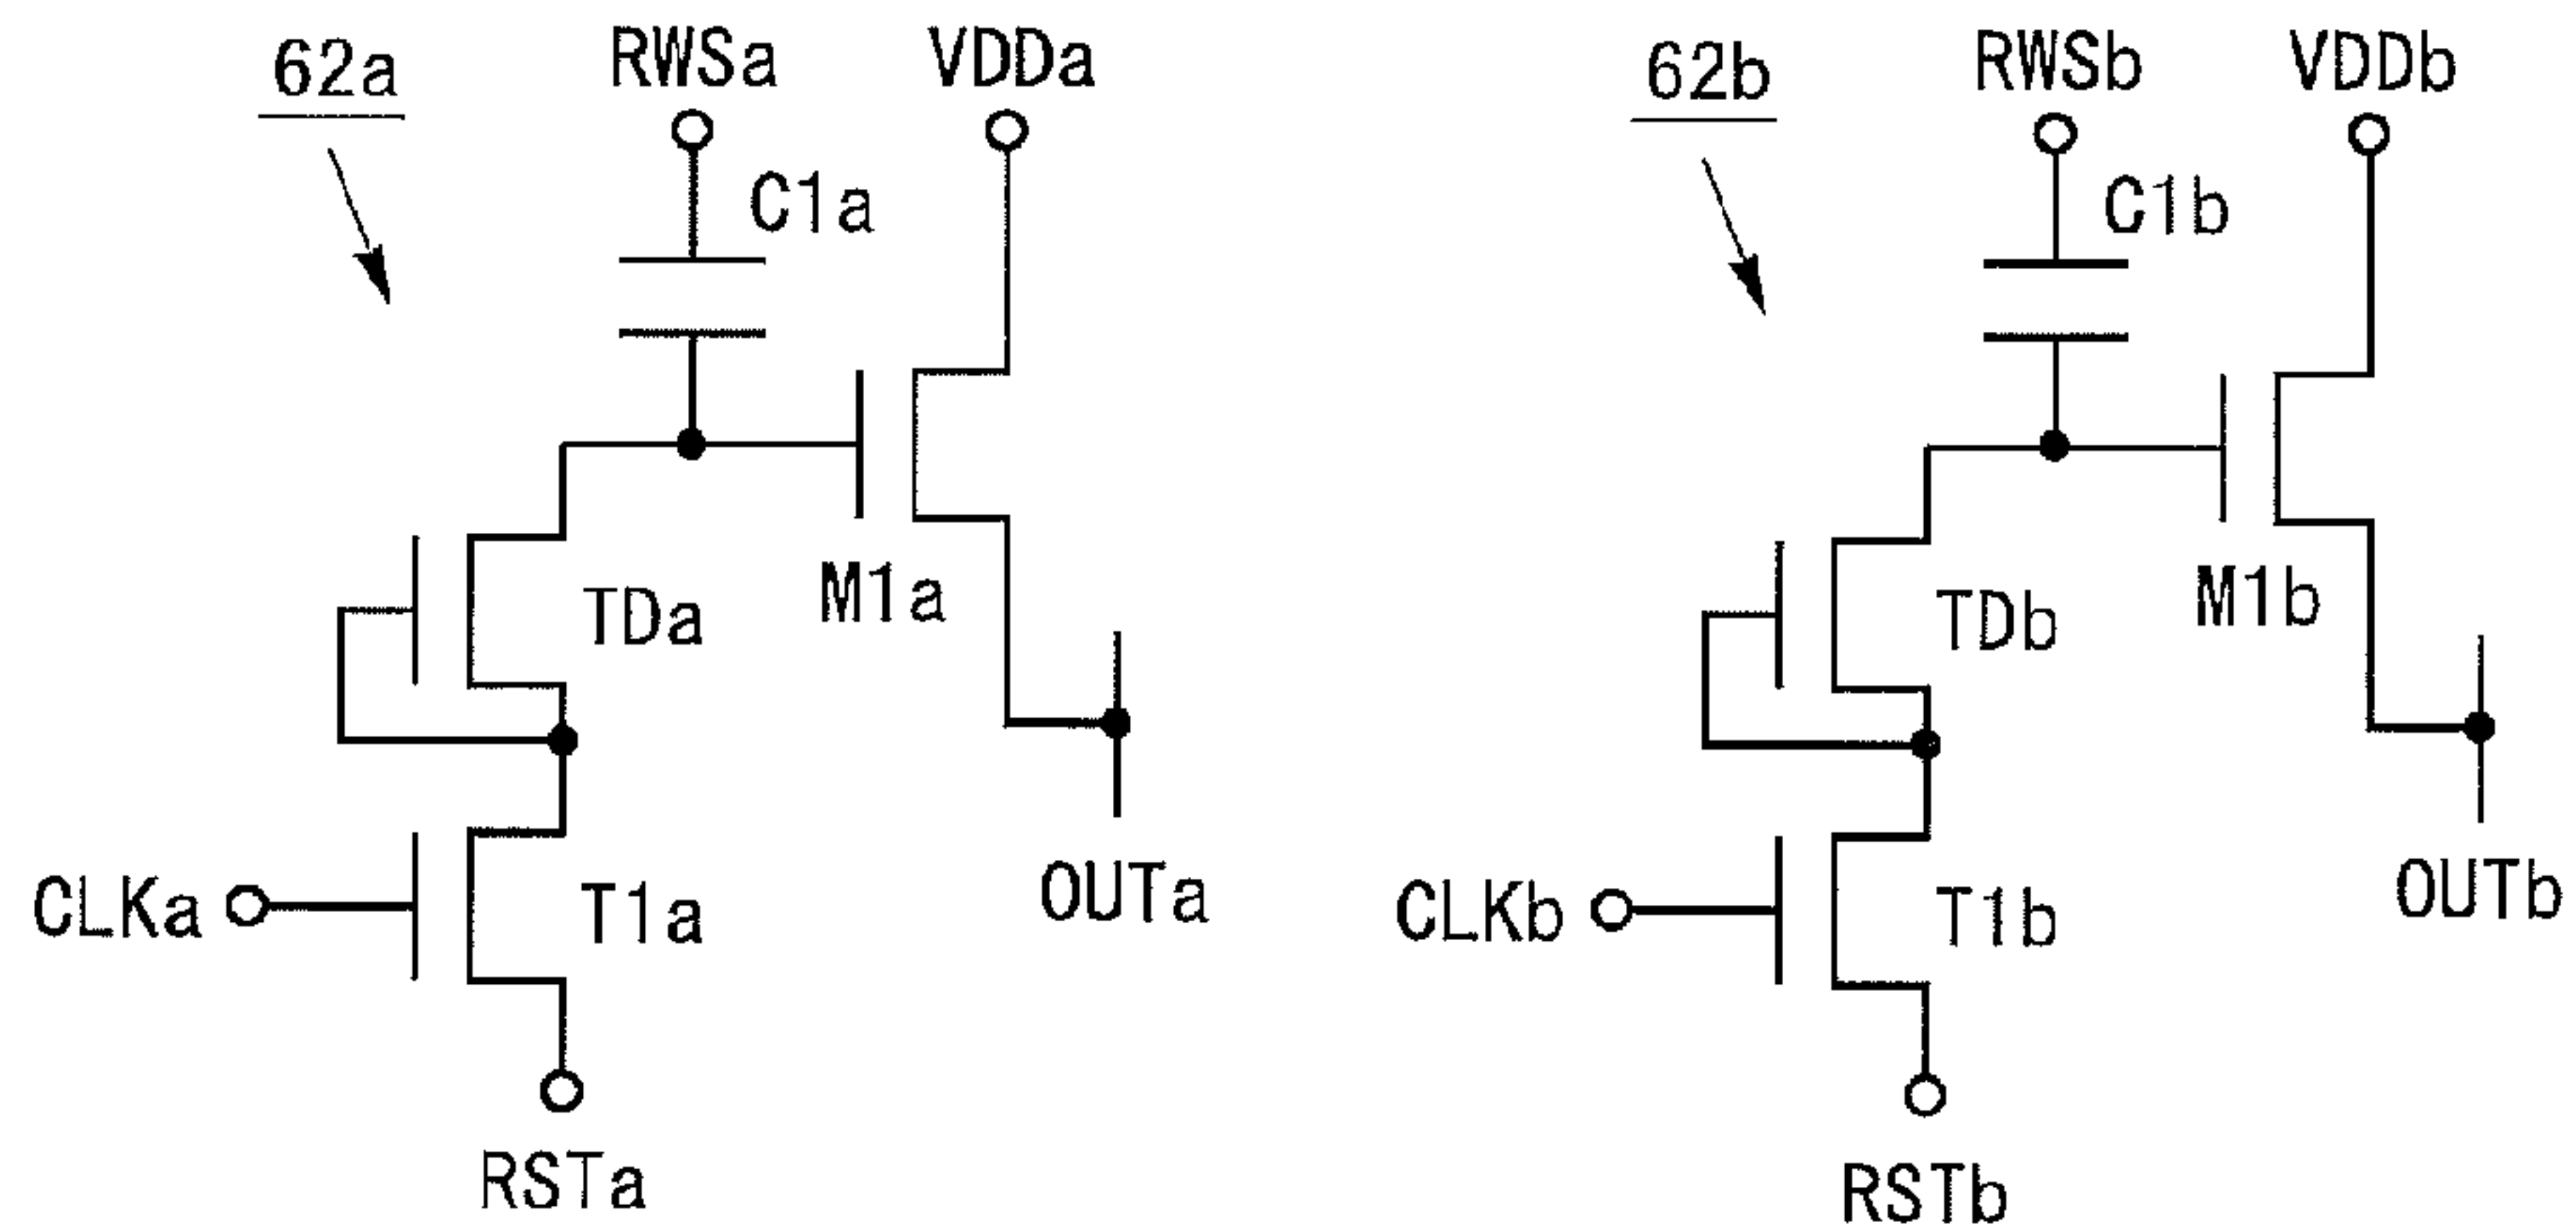 62a
RWSa
VDDa
C1a
TDa
M1a
CLKa
T1a
OUTa
RSTa
62b
RWSb
VDDb
C1b
TDb
M1b
CLKb
T1b
OUTb
RSTb